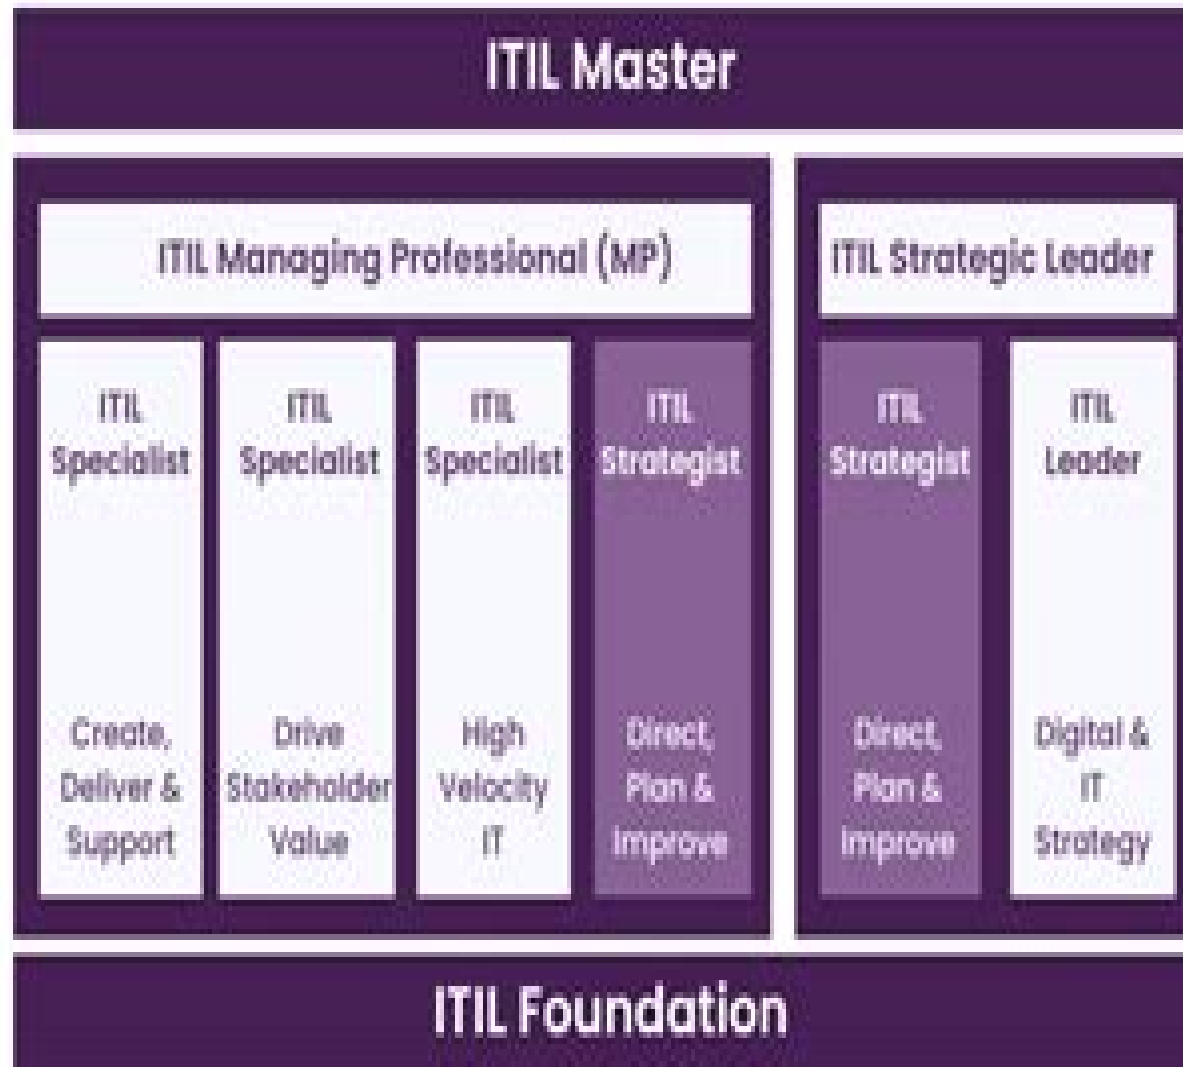 ITIL Master
ITIL Managing Professional (MP)
ITIL
Specialist
Create,
Deliver &
Support
ITIL
Specialist
Drive
Stakeholder
Value
ITIL
Specialist
High
Velocity
IT
ITIL
Strategist
Direct,
Plan &
Improve
ITIL Strategic Leader
ITIL
Strategist
Direct,
Plan &
Improve
ITIL
Leader
Digital &
IT
Strategy
ITIL Foundation